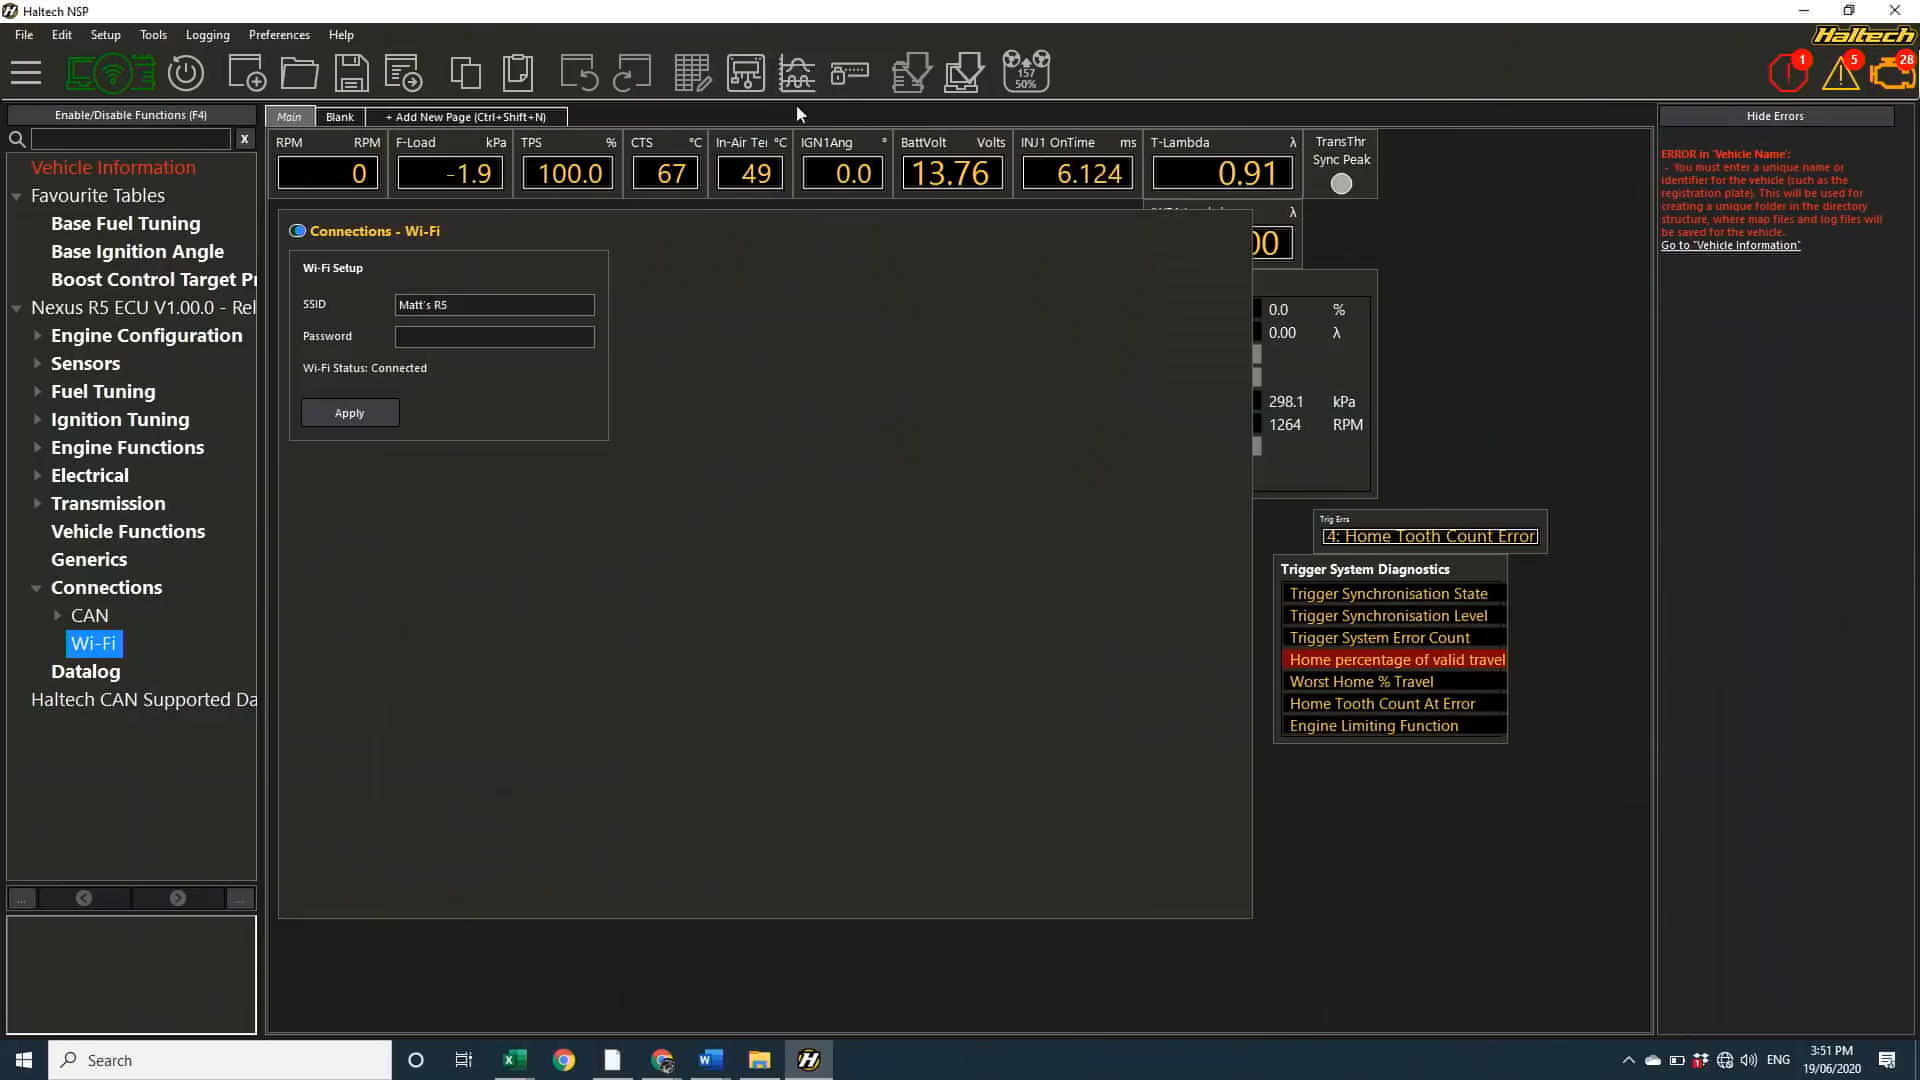 Haltech NSP
File Edit Setup Tools Logging Preferences Help
Haltech
157
50%
1
5
28
Enable/Disable Functions (F4)
Main Blank + Add New Page (Ctrl+Shift+N)
Hide Errors
X
RPM RPM
0
F-Load kPa
-1.9
TPS %
100.0
CTS °C
67
In-Air Ter °C
49
IGN1Ang °
0.0
BattVolt Volts
13.76
INJ1 OnTime ms
6.124
T-Lambda λ
0.91
TransThr
Sync Peak
λ
00
Vehicle Information
Favourite Tables
Base Fuel Tuning
Base Ignition Angle
Boost Control Target Pr
Nexus R5 ECU V1.00.0 - Rel
Engine Configuration
Sensors
Fuel Tuning
Ignition Tuning
Engine Functions
Electrical
Transmission
Vehicle Functions
Generics
Connections
CAN
Wi-Fi
Datalog
Haltech CAN Supported Da
... ...
Connections - Wi-Fi
Wi-Fi Setup
SSID Matt's R5
Password
Wi-Fi Status: Connected
Apply
0.0 %
0.00 λ
298.1 kPa
1264 RPM
Trig Errs
4: Home Tooth Count Error
Trigger System Diagnostics
Trigger Synchronisation State
Trigger Synchronisation Level
Trigger System Error Count
Home percentage of valid travel
Worst Home % Travel
Home Tooth Count At Error
Engine Limiting Function
ERROR in 'Vehicle Name':
- You must enter a unique name or
identifier for the vehicle (such as the
registration plate). This will be used for
creating a unique folder in the directory
structure, where map files and log files will
be saved for the vehicle.
Go to "Vehicle Information"
Search
ENG
3:51 PM
19/06/2020